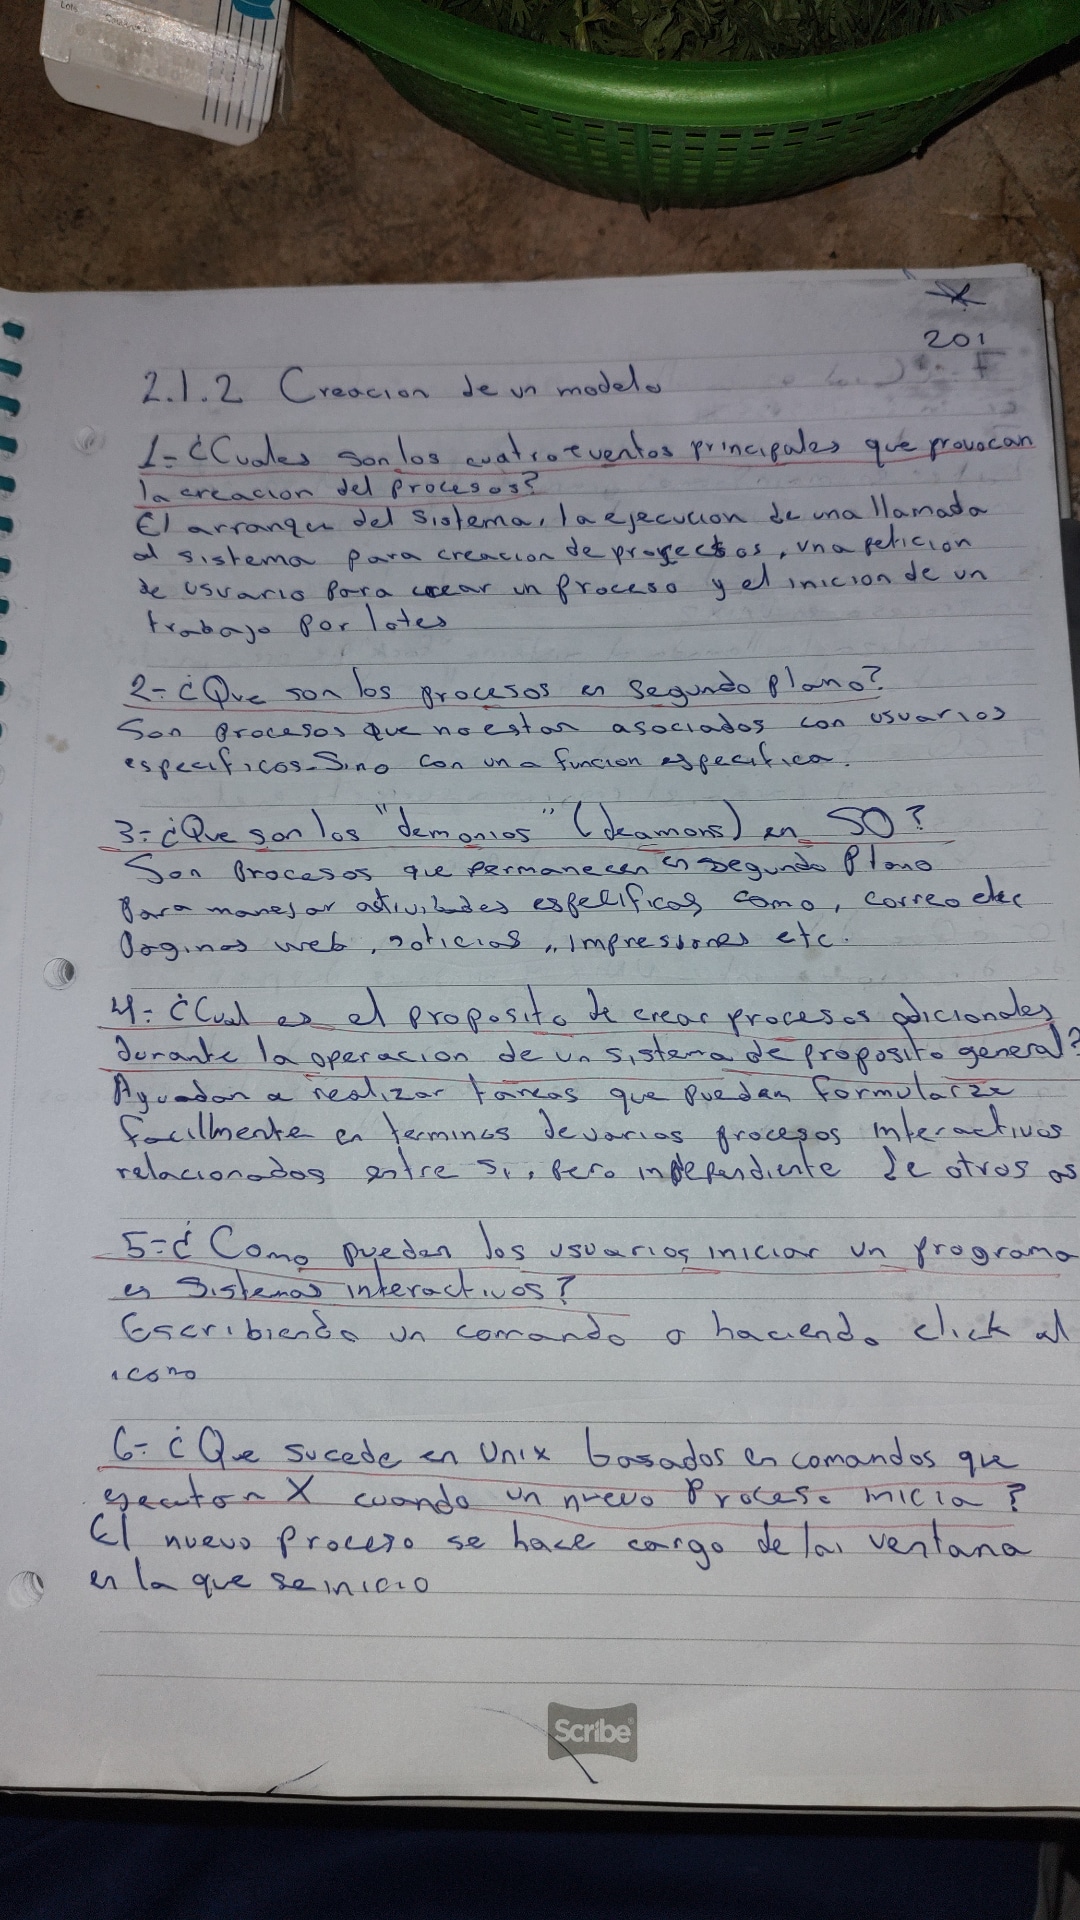 201
2.1.2 Creacion de un modelo
1-¿Cuales son los cuatro eventos principales que provocan
la creacion del procesos?
El arranque del sistema, la ejecucion de una llamada
al sistema para creacion de proyectos, una peticion
de usuario para crear un proceso y el inicion de un
trabajo por lotes
2-¿Que son los procesos en segundo plano?
Son procesos que no estan asociados con usuarios
especificos. Sino con una funcion especifica.
3-¿Que son los "demonios" (deamons) en SO?
Son procesos que permanecen en segundo plano
para manejar actividades especificas como, correo elec
Paginas web, noticias, impresiones etc.
4-¿Cual es el proposito de crear procesos adicionales
durante la operacion de un sistema de proposito general?
Ayuadan a realizar tareas que puedan formularze
facillmente en terminos de varios procesos interactivos
relacionados entre si, pero independiente de otros as
5-¿Como pueden los usuarios iniciar un programa
en Sistemas interactivos?
Escribiendo un comando o haciendo click al
icono
6-¿Que sucede en Unix basados en comandos que
ejecutan X cuando un nuevo Proceso inicia?
El nuevo proceso se hace cargo de la ventana
en la que se inicio
Scribe